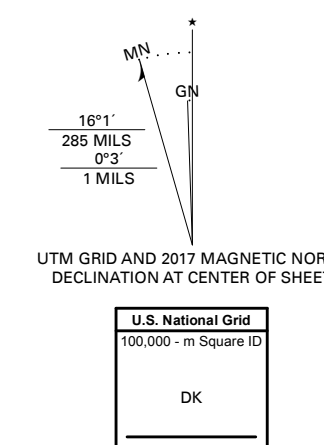 ★
MN
GN
16°1´
285 MILS
0°3´
1 MILS
UTM GRID AND 2017 MAGNETIC NOR
DECLINATION AT CENTER OF SHEET
U.S. National Grid
100,000 - m Square ID
DK